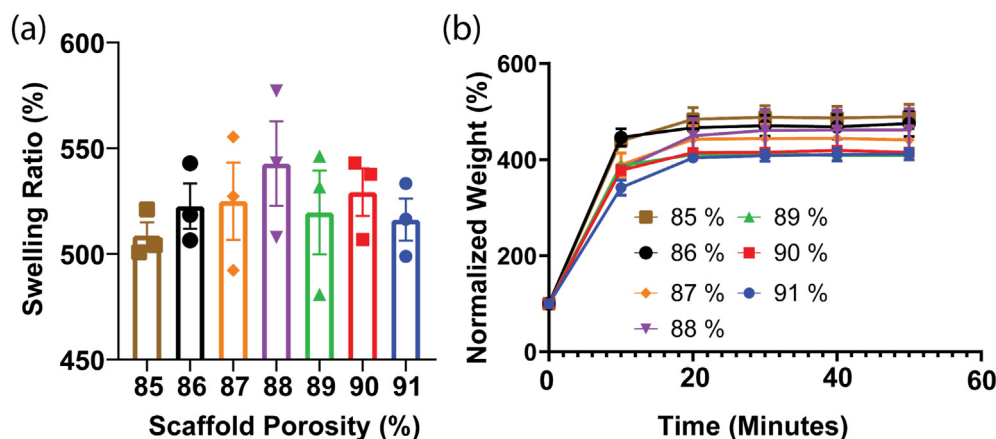 (a)
Swelling Ratio (%)
600
550
500
450
85 86 87 88 89 90 91
Scaffold Porosity (%)
(b)
Normalized Weight (%)
600
400
200
0
85 % 89 %
86 % 90 %
87 % 91 %
88 %
0 20 40 60
Time (Minutes)